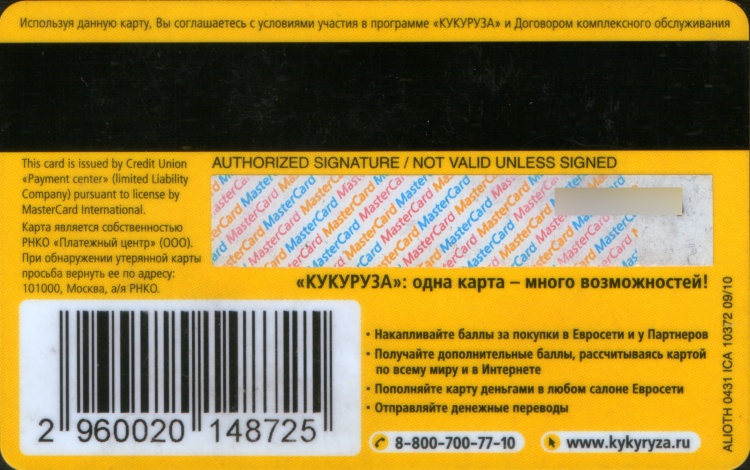 Используя данную карту, Вы соглашаетесь с условиями участия в программе «КУКУРУЗА» и Договором комплексного обслуживания
This card is issued by Credit Union
«Payment center» (limited Liability
Company) pursuant to license by
MasterCard International.
Карта является собственностью
РНКО «Платежный центр» (ООО).
При обнаружении утерянной карты
просьба вернуть ее по адресу:
101000, Москва, а/я РНКО.
AUTHORIZED SIGNATURE / NOT VALID UNLESS SIGNED
MasterCard MasterCard MasterCard MasterCard MasterCard
«КУКУРУЗА»: одна карта – много возможностей!
• Накапливайте баллы за покупки в Евросети и у Партнеров
• Получайте дополнительные баллы, рассчитываясь картой
по всему миру и в Интернете
• Пополняйте карту деньгами в любом салоне Евросети
• Отправляйте денежные переводы
2 960020 148725
8-800-700-77-10
www.kykyryza.ru
ALIOTH 0431 ICA 10372 09/10